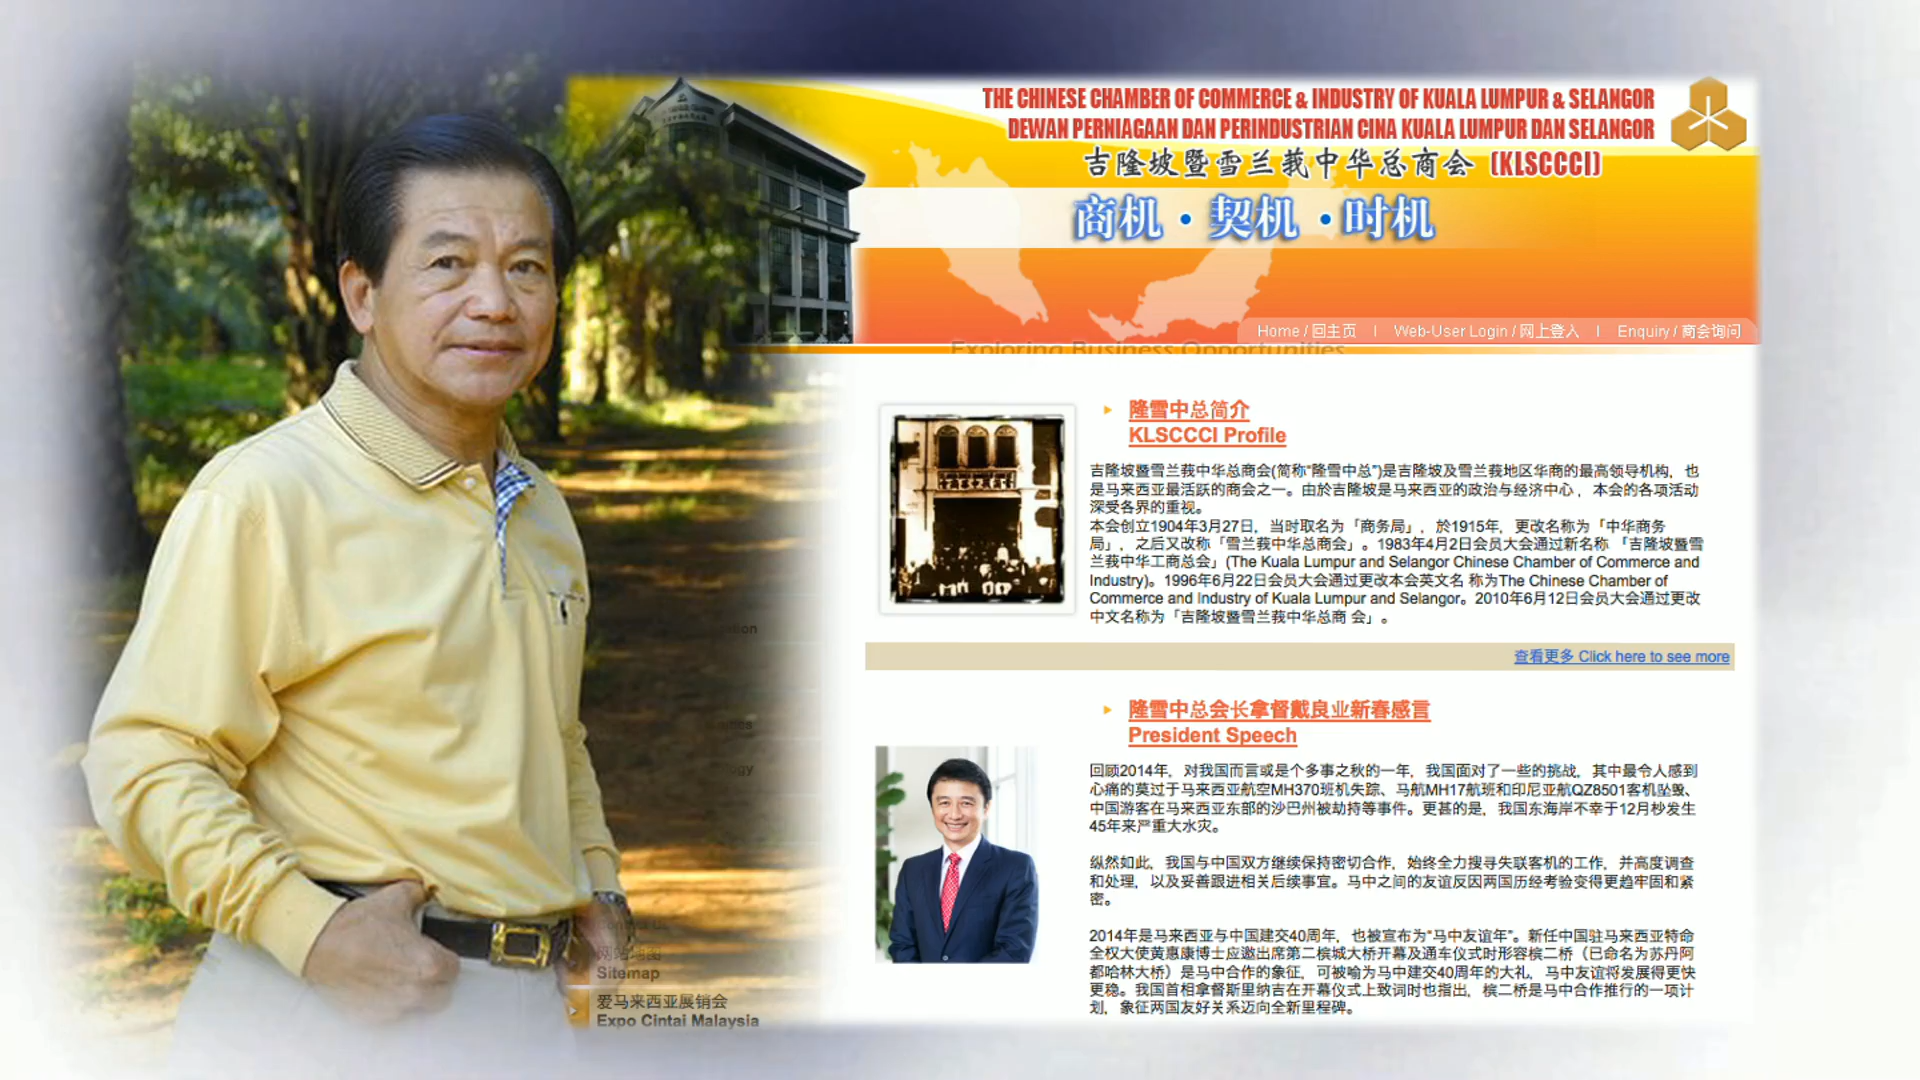 THE CHINESE CHAMBER OF COMMERCE & INDUSTRY OF KUALA LUMPUR & SELANGOR
DEWAN PERNIAGAAN DAN PERINDUSTRIAN CINA KUALA LUMPUR DAN SELANGOR
吉隆坡暨雪兰莪中华总商会 (KLSCCCI)
商机·契机·时机
Home / 回主页 | Web-User Login / 网上登入 | Enquiry / 商会询问
Exploring Business Opportunities
隆雪中总简介
KLSCCCI Profile
吉隆坡暨雪兰莪中华总商会(简称“隆雪中总”)是吉隆坡及雪兰莪地区华商的最高领导机构，也
是马来西亚最活跃的商会之一。由於吉隆坡是马来西亚的政治与经济中心，本会的各项活动
深受各界的重视。
本会创立1904年3月27日，当时取名为「商务局」，於1915年，更改名称为「中华商务
局」，之后又改称「雪兰莪中华总商会」。1983年4月2日会员大会通过新名称 「吉隆坡暨雪
兰莪中华工商总会」(The Kuala Lumpur and Selangor Chinese Chamber of Commerce and
Industry)。1996年6月22日会员大会通过更改本会英文名 称为The Chinese Chamber of
Commerce and Industry of Kuala Lumpur and Selangor。2010年6月12日会员大会通过更改
中文名称为「吉隆坡暨雪兰莪中华总商 会」。
查看更多 Click here to see more
隆雪中总会长拿督戴良业新春感言
President Speech
回顾2014年，对我国而言或是个多事之秋的一年，我国面对了一些的挑战，其中最令人感到
心痛的莫过于马来西亚航空MH370班机失踪、马航MH17航班和印尼亚航QZ8501客机坠毁、
中国游客在马来西亚东部的沙巴州被劫持等事件。更甚的是，我国东海岸不幸于12月杪发生
45年来严重大水灾。
纵然如此，我国与中国双方继续保持密切合作，始终全力搜寻失联客机的工作，并高度调查
和处理，以及妥善跟进相关后续事宜。马中之间的友谊反因两国历经考验变得更趋牢固和紧
密。
2014年是马来西亚与中国建交40周年，也被宣布为“马中友谊年”。新任中国驻马来西亚特命
全权大使黄惠康博士应邀出席第二槟城大桥开幕及通车仪式时形容槟二桥（已命名为苏丹阿
都哈林大桥）是马中合作的象征，可被喻为马中建交40周年的大礼，马中友谊将发展得更快
更稳。我国首相拿督斯里纳吉在开幕仪式上致词时也指出，槟二桥是马中合作推行的一项计
划，象征两国友好关系迈向全新里程碑。
网站地图
Sitemap
爱马来西亚展销会
Expo Cintai Malaysia